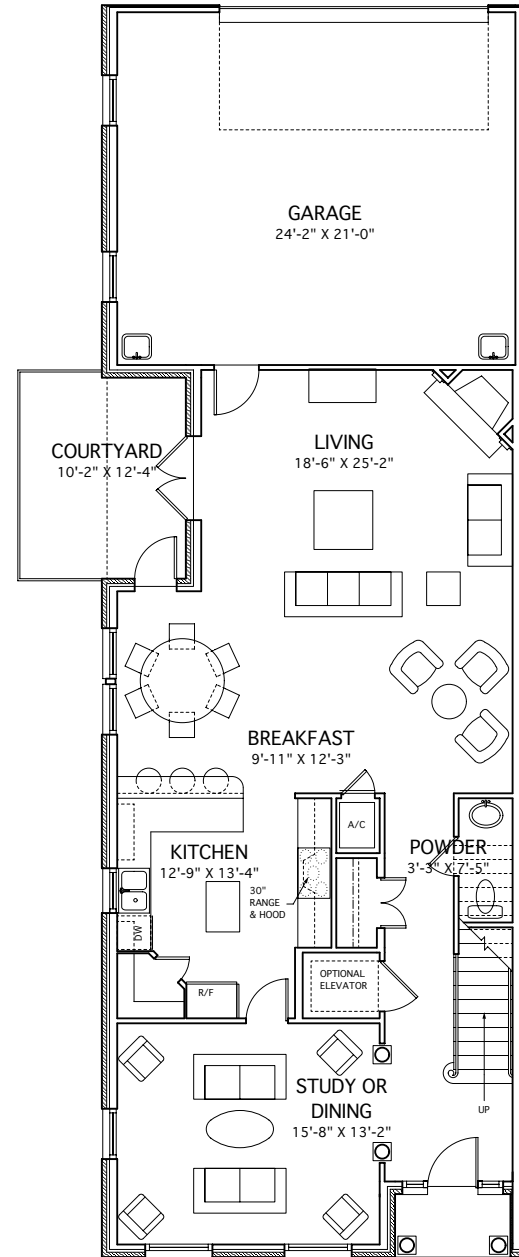 GARAGE
24'-2" X 21'-0"
COURTYARD
10'-2" X 12'-4"
LIVING
18'-6" X 25'-2"
BREAKFAST
9'-11" X 12'-3"
A/C
KITCHEN
12'-9" X 13'-4"
POWDER
3'-3" X 7'-5"
30"
RANGE
& HOOD
DW
R/F
OPTIONAL
ELEVATOR
STUDY OR
DINING
15'-8" X 13'-2"
UP